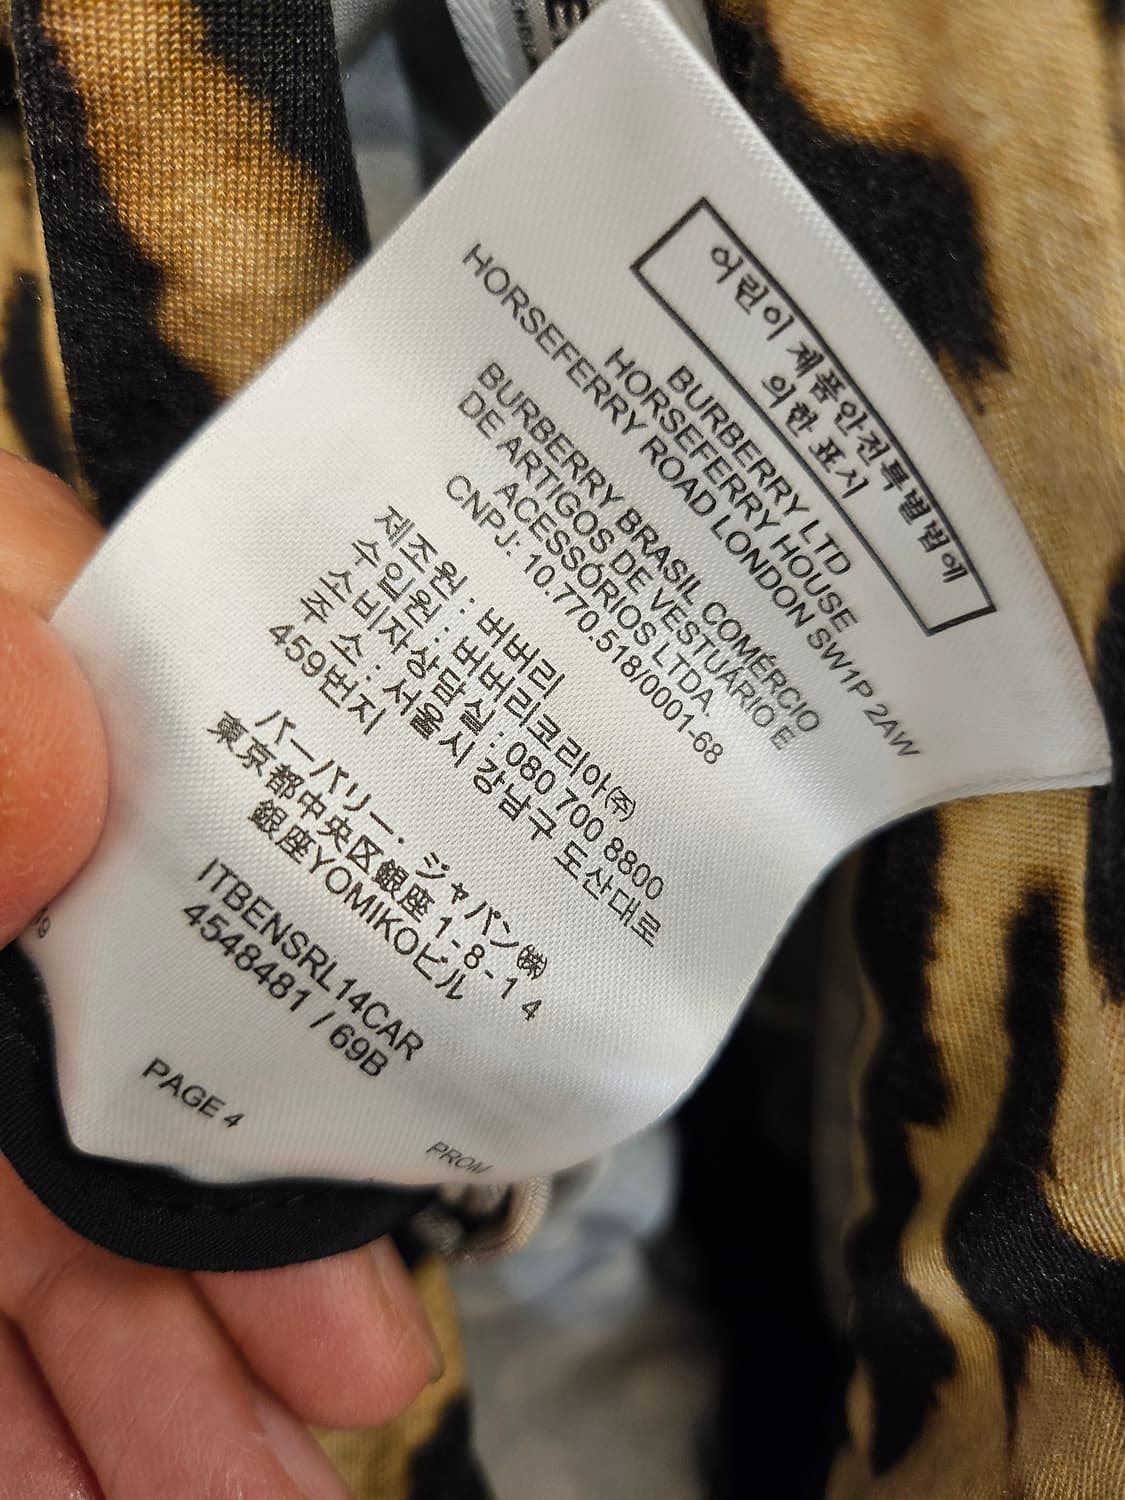 어린이 제품안전특별법에
의한 표시
BURBERRY LTD
HORSEFERRY HOUSE
HORSEFERRY ROAD LONDON SW1P 2AW
BURBERRY BRASIL COMÉRCIO
DE ARTIGOS DE VESTUÁRIO E
ACESSÓRIOS LTDA.
CNPJ: 10.770.518/0001-68
제조원 : 버버리
수입원 : 버버리코리아㈜
소비자상담실 : 080 700 8800
주 소 : 서울시 강남구 도산대로
459번지
バーバリー・ジャパン㈱
東京都中央区銀座 1-8-14
銀座YOMIKOビル
ITBENSRL14CAR
4548481 / 69B
PAGE 4
PROM